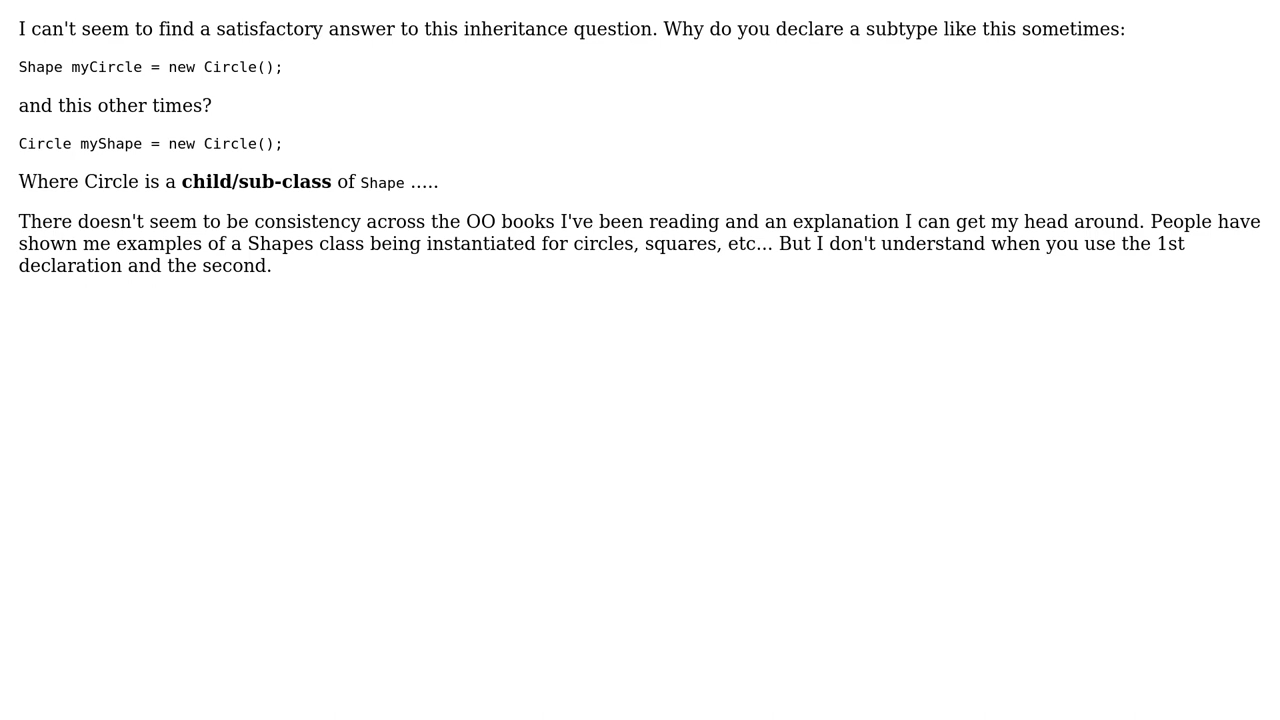 I can't seem to find a satisfactory answer to this inheritance question. Why do you declare a subtype like this sometimes:
Shape myCircle = new Circle();
and this other times?
Circle myShape = new Circle();
Where Circle is a child/sub-class of Shape .....
There doesn't seem to be consistency across the OO books I've been reading and an explanation I can get my head around. People have
shown me examples of a Shapes class being instantiated for circles, squares, etc... But I don't understand when you use the 1st
declaration and the second.